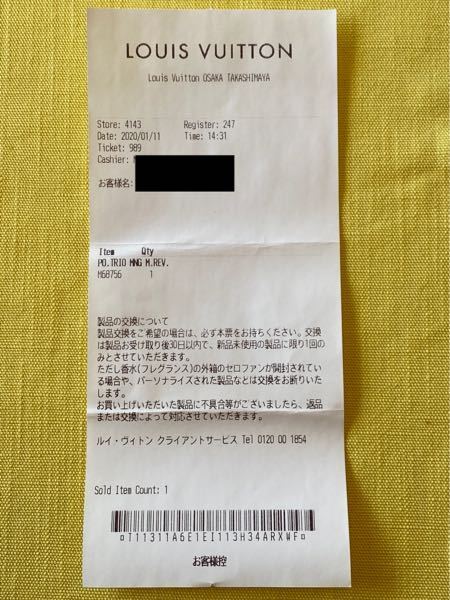 LOUIS VUITTON
Louis Vuitton OSAKA TAKASHIMAYA
Store: 4143 Register: 247
Date: 2020/01/11 Time: 14:31
Ticket: 989
Cashier:
お客様名:
Item Qty
PO.TRIO MNG M.REV.
M68756 1
製品の交換について
製品交換をご希望の場合は、必ず本票をお持ちください。交換
は製品お受け取り後30日以内で、新品未使用の製品に限り1回の
みとさせていただきます。
ただし香水(フレグランス)の外箱のセロファンが開封されてい
る場合や、パーソナライズされた製品などは交換をお断りいた
します。
お買い上げいただいた製品に不具合等がございましたら、返品
または交換によって対応させていただきます。
ルイ・ヴィトン クライアントサービス Tel 0120 00 1854
Sold Item Count: 1
¤T11311A6E1EI113H34ARXWF¤
お客様控